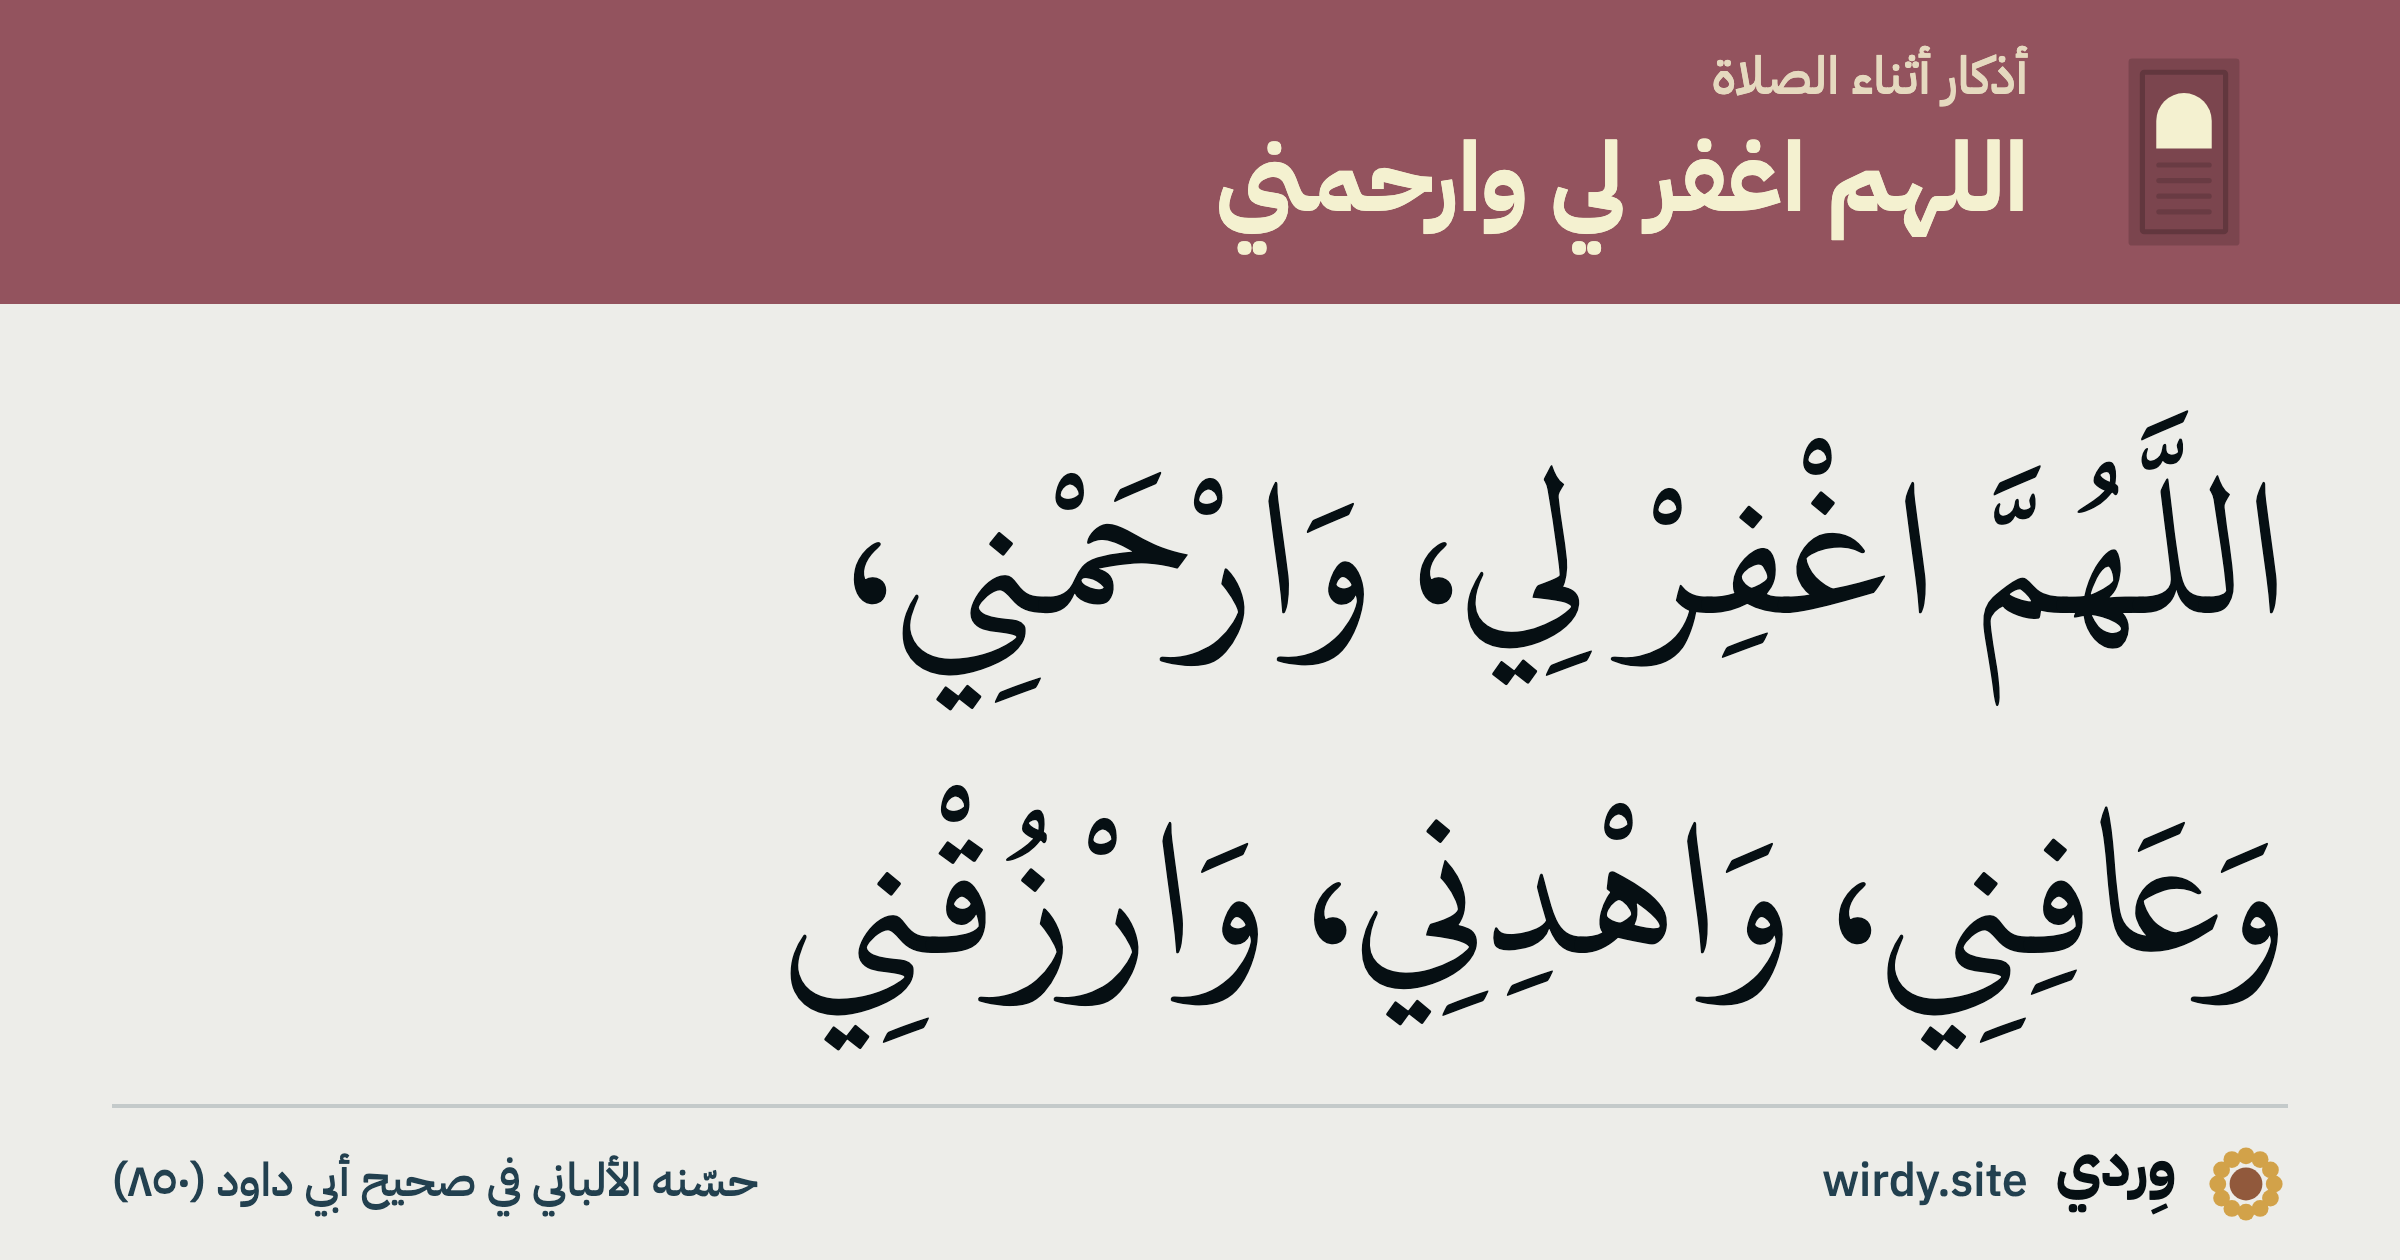 أذكار أثناء الصلاة
اللهم اغفر لي وارحمني
اللَّهُمَّ اغْفِرْ لِي، وَارْحَمْنِي،
وَعَافِنِي، وَاهْدِنِي، وَارْزُقْنِي
وِردي wirdy.site
حسّنه الألباني في صحيح أبي داود (٨٥٠)